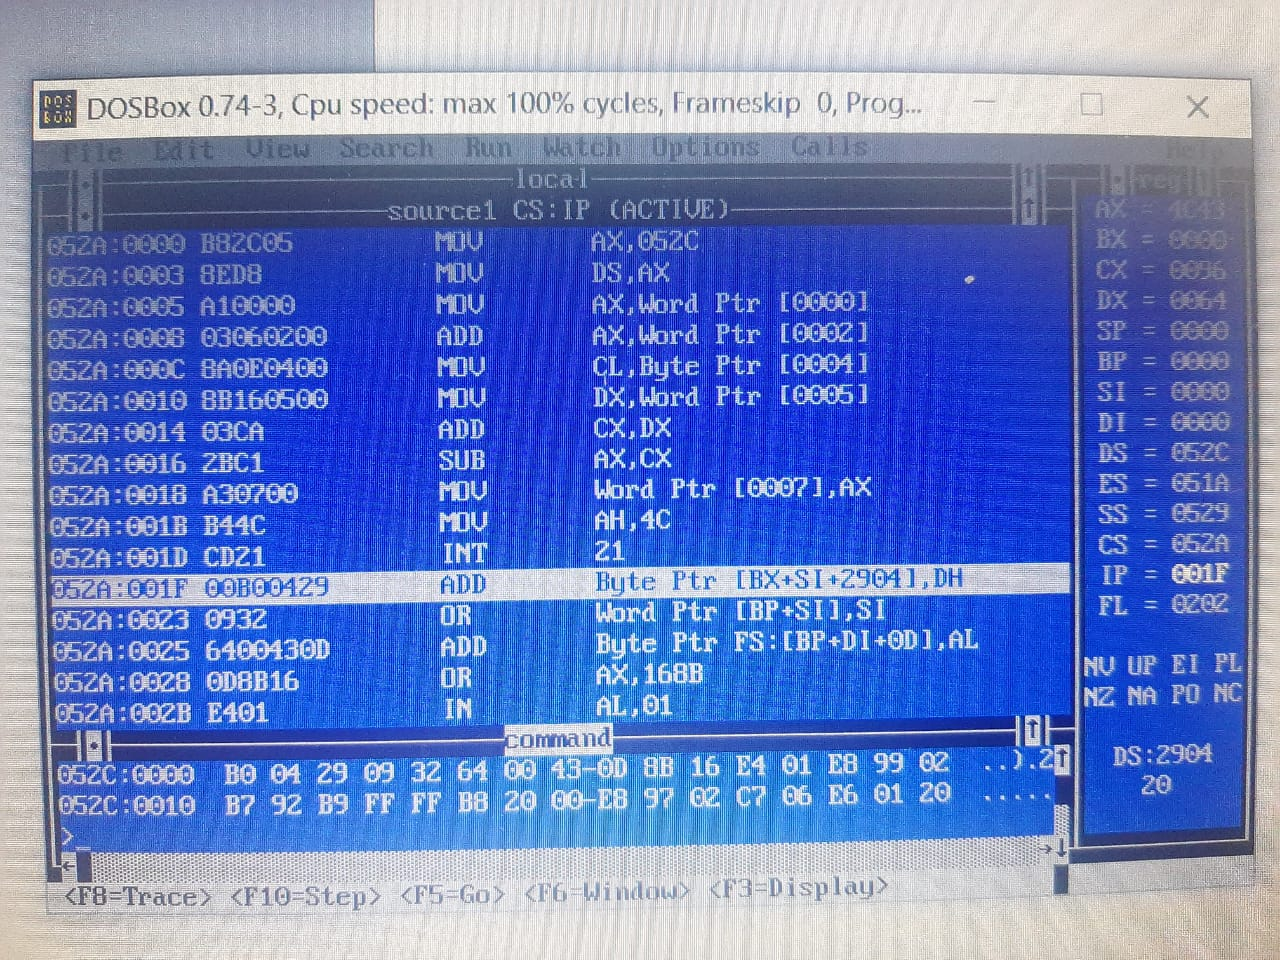 DOSBox 0.74-3, Cpu speed: max 100% cycles, Frameskip 0, Prog...
File Edit View Search Run Watch Options Calls Help
local
source1 CS:IP (ACTIVE)
reg
052A:0000 B82C05 MOV AX,052C
052A:0003 8ED8 MOV DS,AX
052A:0005 A10000 MOV AX,Word Ptr [0000]
052A:0008 03060200 ADD AX,Word Ptr [0002]
052A:000C 8A0E0400 MOV CL,Byte Ptr [0004]
052A:0010 8B160500 MOV DX,Word Ptr [0005]
052A:0014 03CA ADD CX,DX
052A:0016 2BC1 SUB AX,CX
052A:0018 A30700 MOV Word Ptr [0007],AX
052A:001B B44C MOV AH,4C
052A:001D CD21 INT 21
052A:001F 00B00429 ADD Byte Ptr [BX+SI+2904],DH
052A:0023 0932 OR Word Ptr [BP+SI],SI
052A:0025 6400430D ADD Byte Ptr FS:[BP+DI+0D],AL
052A:0028 0D8B16 OR AX,168B
052A:002B E401 IN AL,01
command
052C:0000 B0 04 29 09 32 64 00 43-0D 8B 16 E4 01 E8 99 02 ..).2
052C:0010 B7 92 B9 FF FF B8 20 00-E8 97 02 C7 06 E6 01 20 .....
>_
<F8=Trace> <F10=Step> <F5=Go> <F6=Window> <F3=Display>
AX = 4C43
BX = 0000
CX = 0096
DX = 0064
SP = 0000
BP = 0000
SI = 0000
DI = 0000
DS = 052C
ES = 051A
SS = 0529
CS = 052A
IP = 001F
FL = 0202
NV UP EI PL
NZ NA PO NC
DS:2904
20